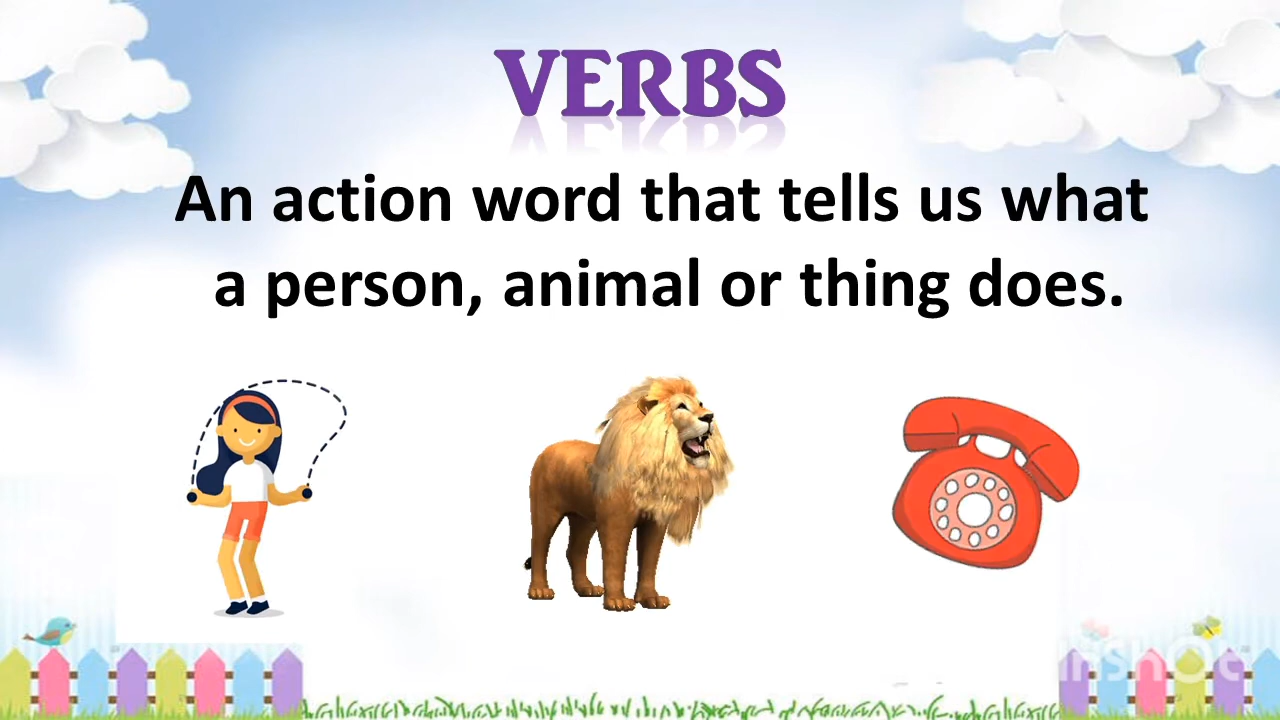 VERBS
An action word that tells us what
a person, animal or thing does.